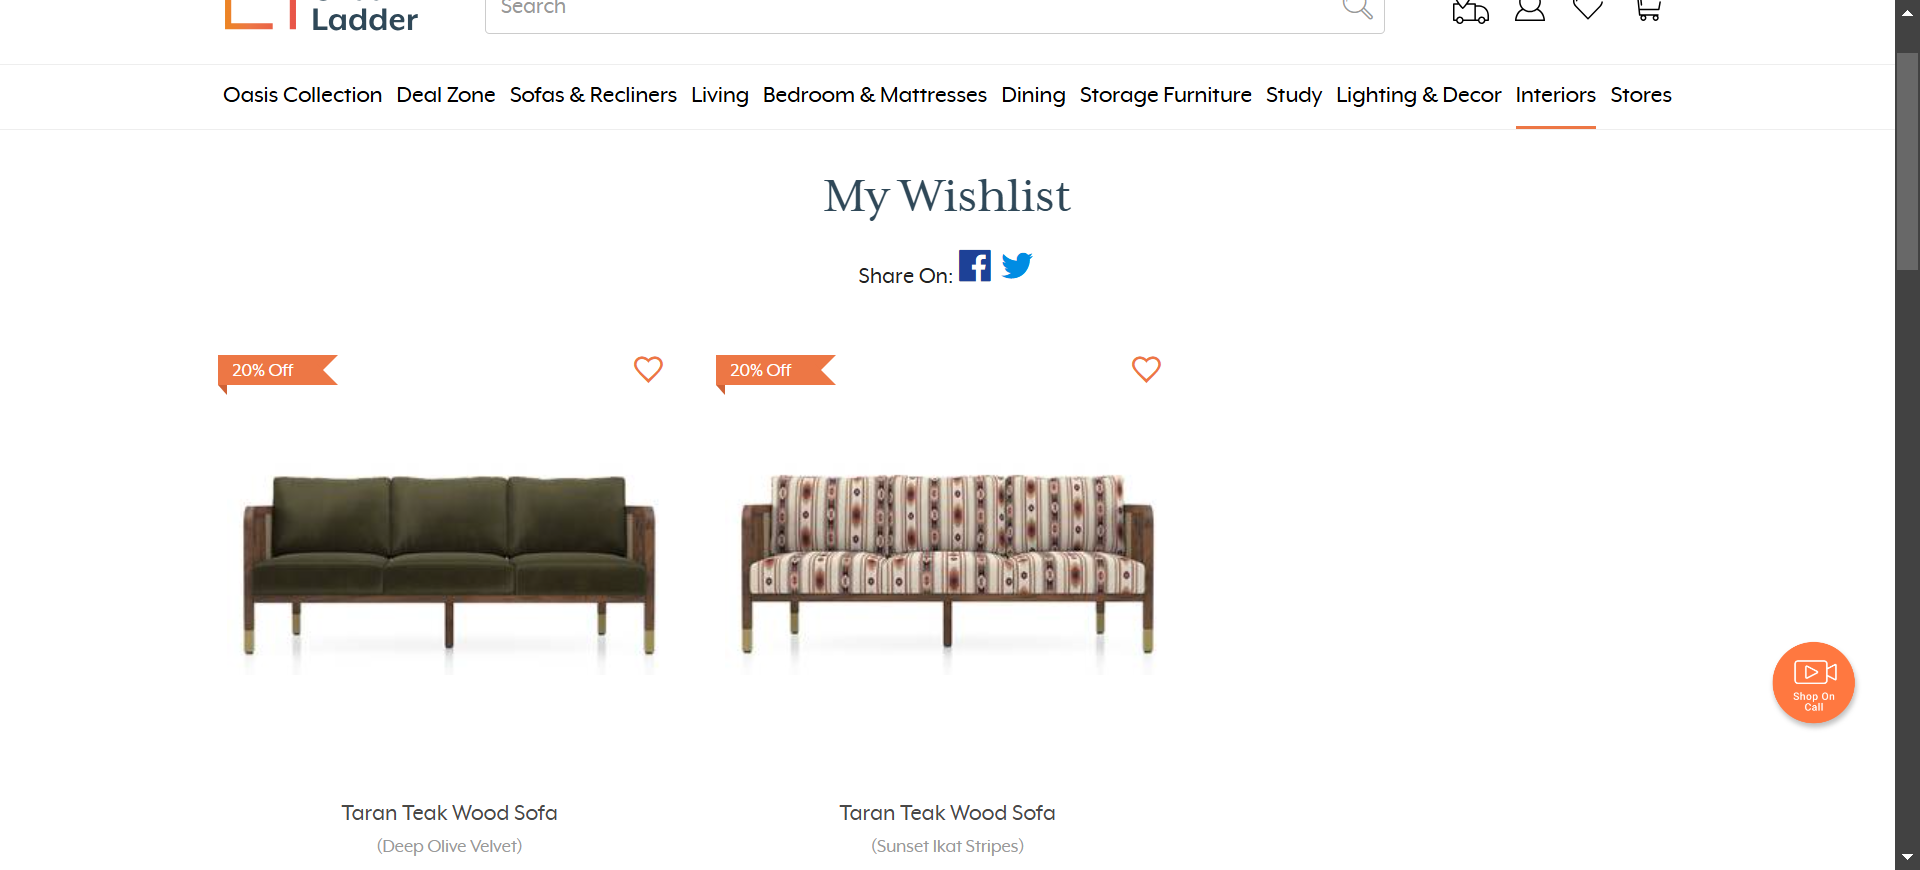 Ladder
Search
Oasis Collection Deal Zone Sofas & Recliners Living Bedroom & Mattresses Dining Storage Furniture Study Lighting & Decor Interiors Stores
My Wishlist
Share On:
20% Off
20% Off
Shop On
Call
Taran Teak Wood Sofa
(Deep Olive Velvet)
Taran Teak Wood Sofa
(Sunset Ikat Stripes)